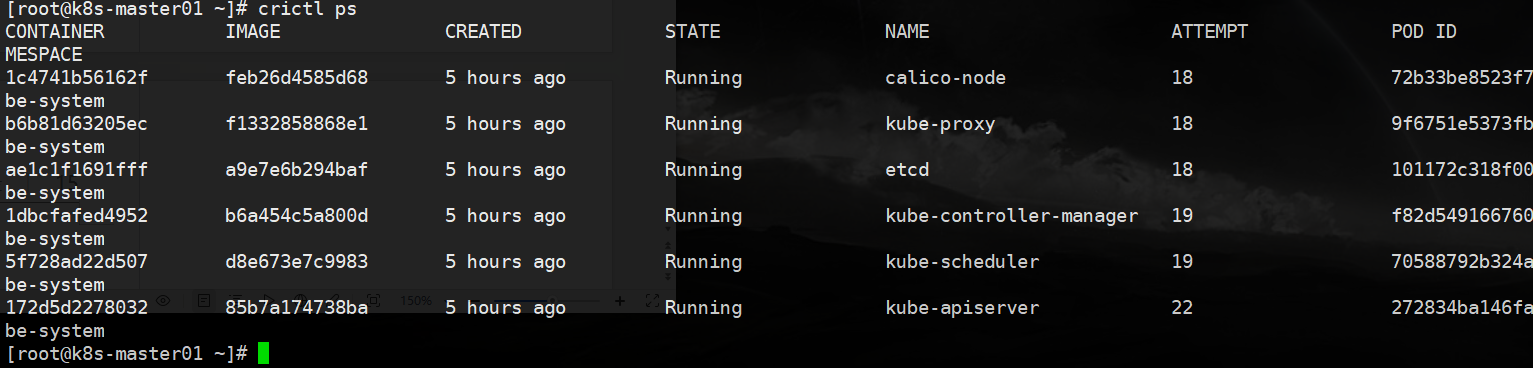 [root@k8s-master01 ~]# crictl ps
CONTAINER IMAGE CREATED STATE NAME ATTEMPT POD ID
MESPACE
1c4741b56162f feb26d4585d68 5 hours ago Running calico-node 18 72b33be8523f7
be-system
b6b81d63205ec f1332858868e1 5 hours ago Running kube-proxy 18 9f6751e5373fb
be-system
ae1c1f1691fff a9e7e6b294baf 5 hours ago Running etcd 18 101172c318f00
be-system
1dbcfafed4952 b6a454c5a800d 5 hours ago Running kube-controller-manager 19 f82d549166760
be-system
5f728ad22d507 d8e673e7c9983 5 hours ago Running kube-scheduler 19 70588792b324a
be-system
150%
172d5d2278032 85b7a174738ba 5 hours ago Running kube-apiserver 22 272834ba146fa
be-system
[root@k8s-master01 ~]#